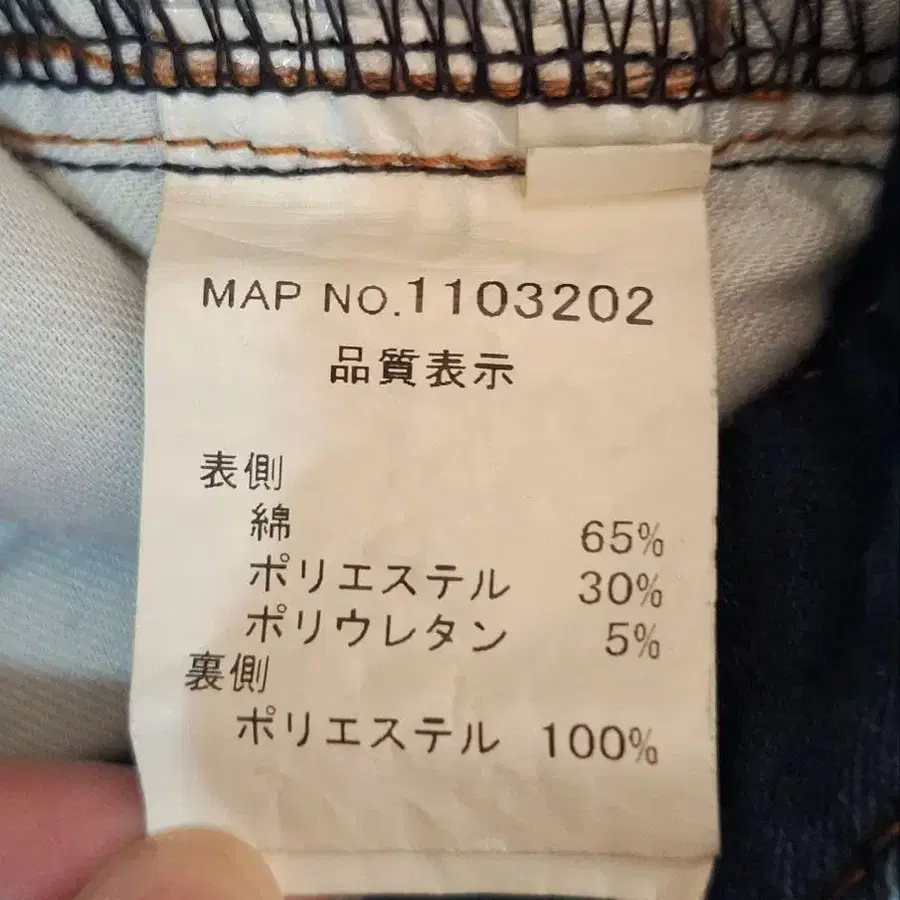 MAP NO.1103202
品質表示
表側
綿 65%
ポリエステル 30%
ポリウレタン 5%
裏側
ポリエステル 100%